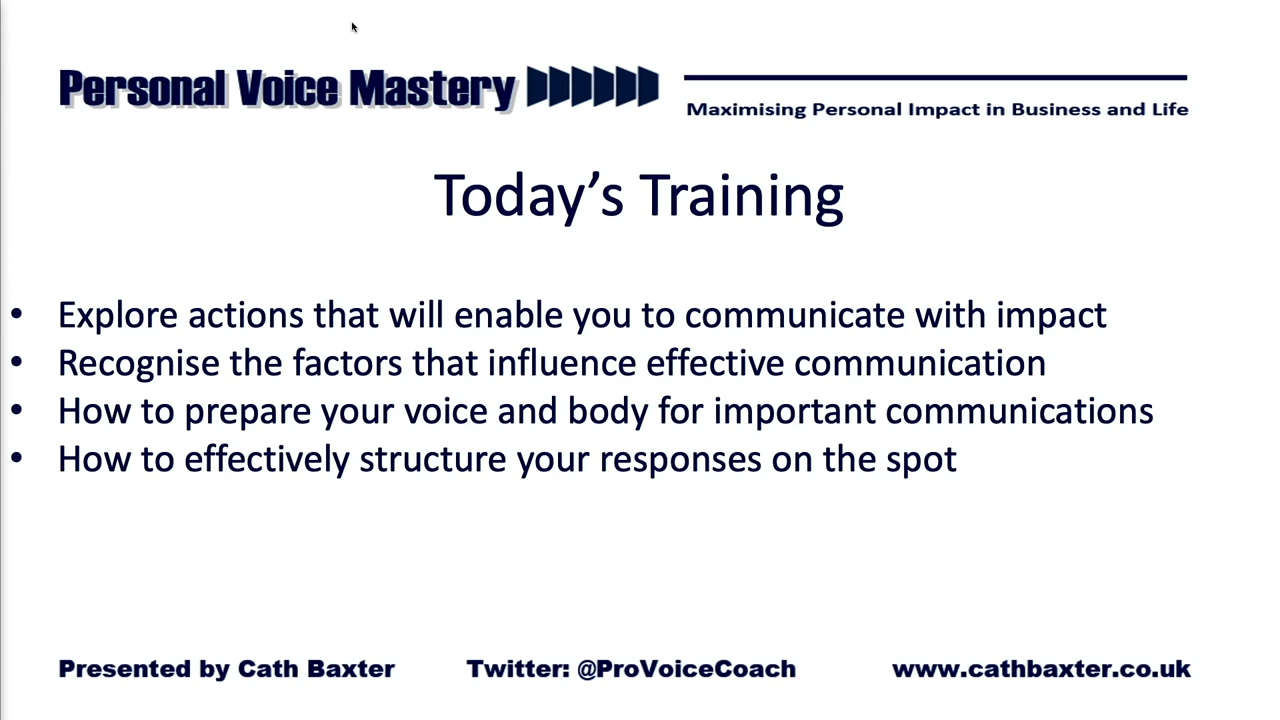 Personal Voice Mastery
Maximising Personal Impact in Business and Life
Today’s Training
• Explore actions that will enable you to communicate with impact
• Recognise the factors that influence effective communication
• How to prepare your voice and body for important communications
• How to effectively structure your responses on the spot
Presented by Cath Baxter Twitter: @ProVoiceCoach www.cathbaxter.co.uk